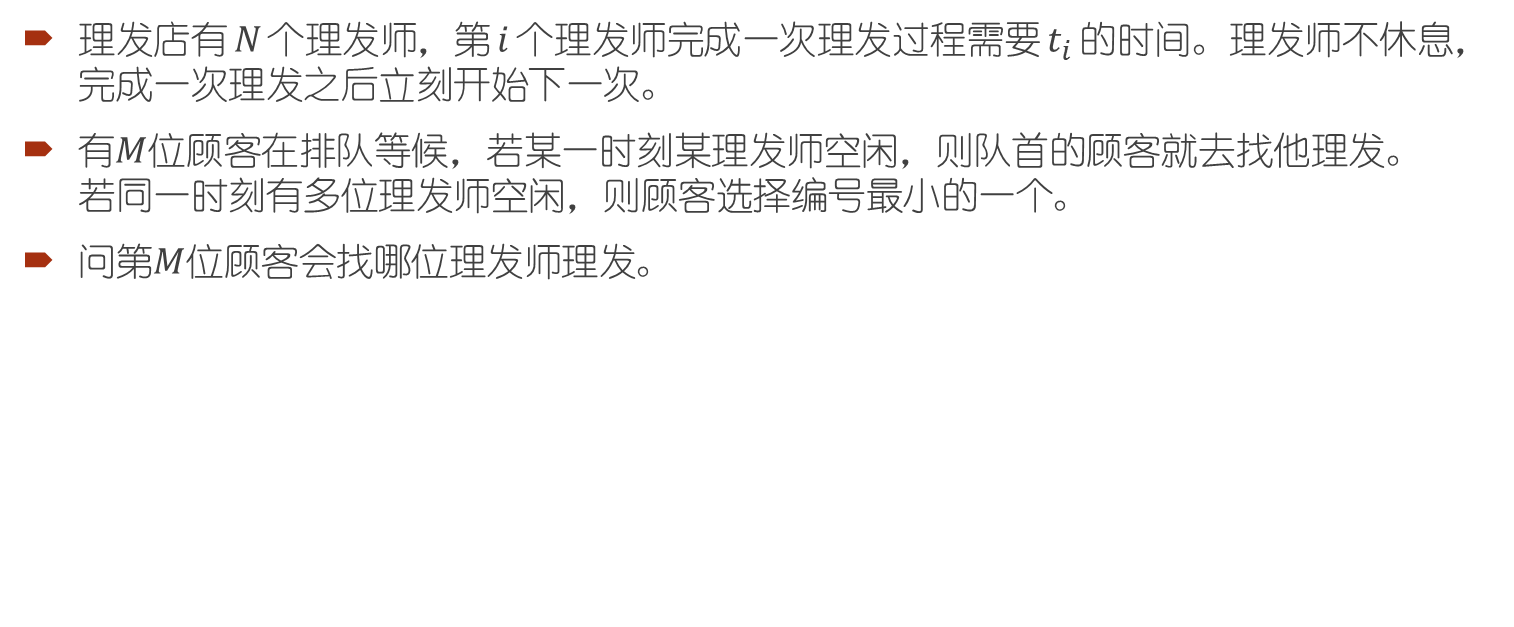 理发店有 N 个理发师，第 i 个理发师完成一次理发过程需要 tᵢ 的时间。理发师不休息，
完成一次理发之后立刻开始下一次。
有M位顾客在排队等候，若某一时刻某理发师空闲，则队首的顾客就去找他理发。
若同一时刻有多位理发师空闲，则顾客选择编号最小的一个。
问第M位顾客会找哪位理发师理发。